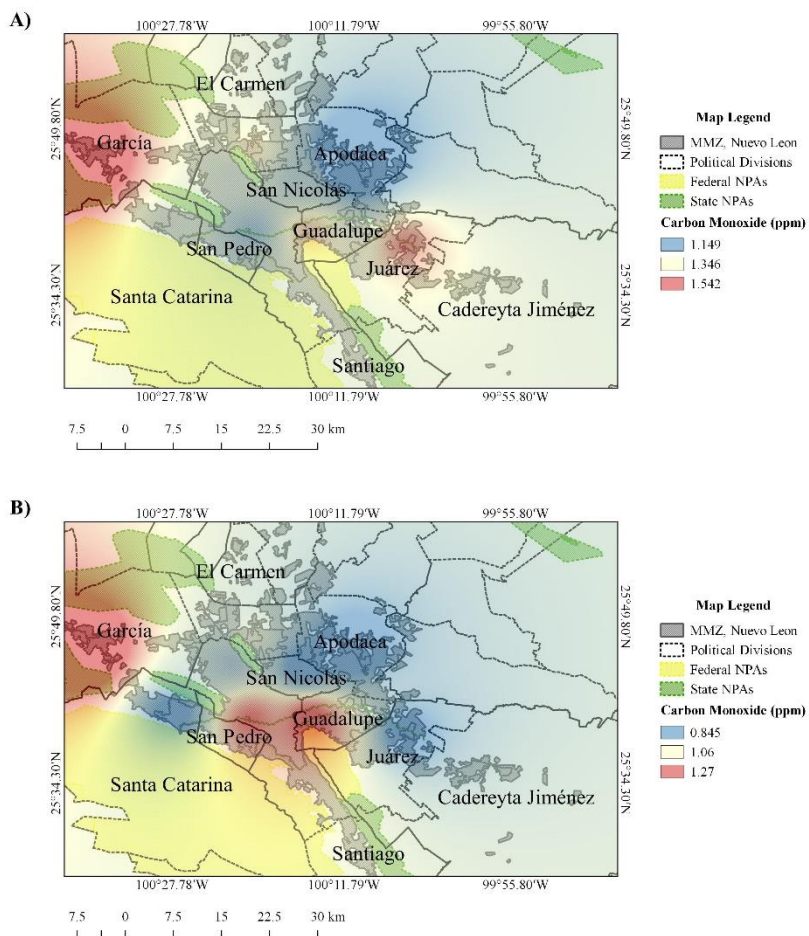 A)
100°27.78'W 100°11.79'W 99°55.80'W
25°49.80'N
25°49.80'N
El Carmen
García
Apodaca
San Nicolás
Guadalupe
San Pedro
Juárez
Santa Catarina
25°34.30'N
25°34.30'N
Cadereyta Jiménez
Santiago
100°27.78'W 100°11.79'W 99°55.80'W
7.5 0 7.5 15 22.5 30 km
Map Legend
MMZ, Nuevo Leon
Political Divisions
Federal NPAs
State NPAs
Carbon Monoxide (ppm)
1.149
1.346
1.542
B)
100°27.78'W 100°11.79'W 99°55.80'W
25°49.80'N
25°49.80'N
El Carmen
García
Apodaca
San Nicolás
Guadalupe
San Pedro
Juárez
Santa Catarina
25°34.30'N
25°34.30'N
Cadereyta Jiménez
Santiago
100°27.78'W 100°11.79'W 99°55.80'W
7.5 0 7.5 15 22.5 30 km
Map Legend
MMZ, Nuevo Leon
Political Divisions
Federal NPAs
State NPAs
Carbon Monoxide (ppm)
0.845
1.06
1.27